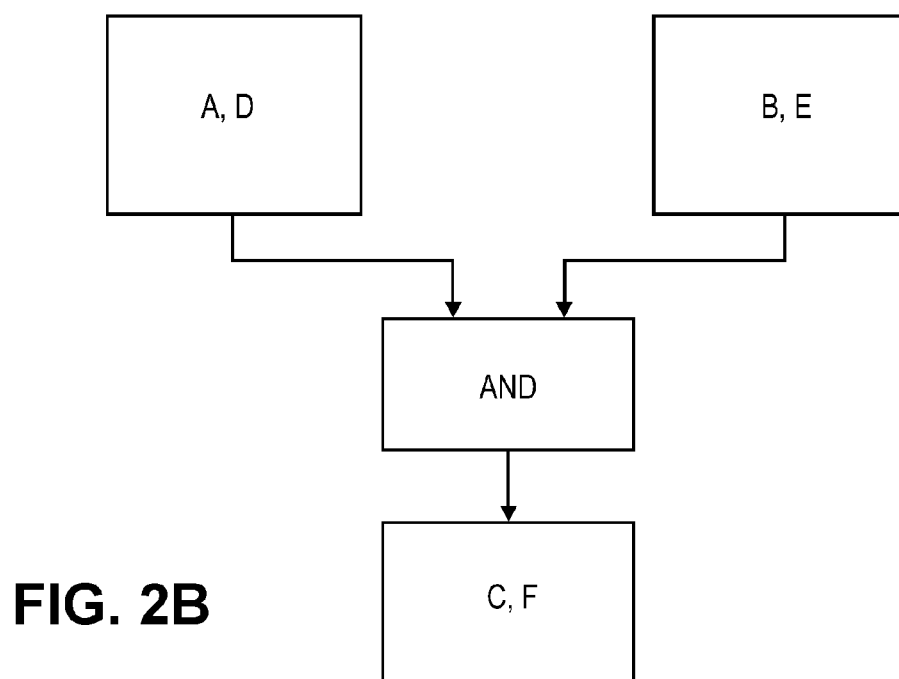 A, D
B, E
AND
C, F
FIG. 2B